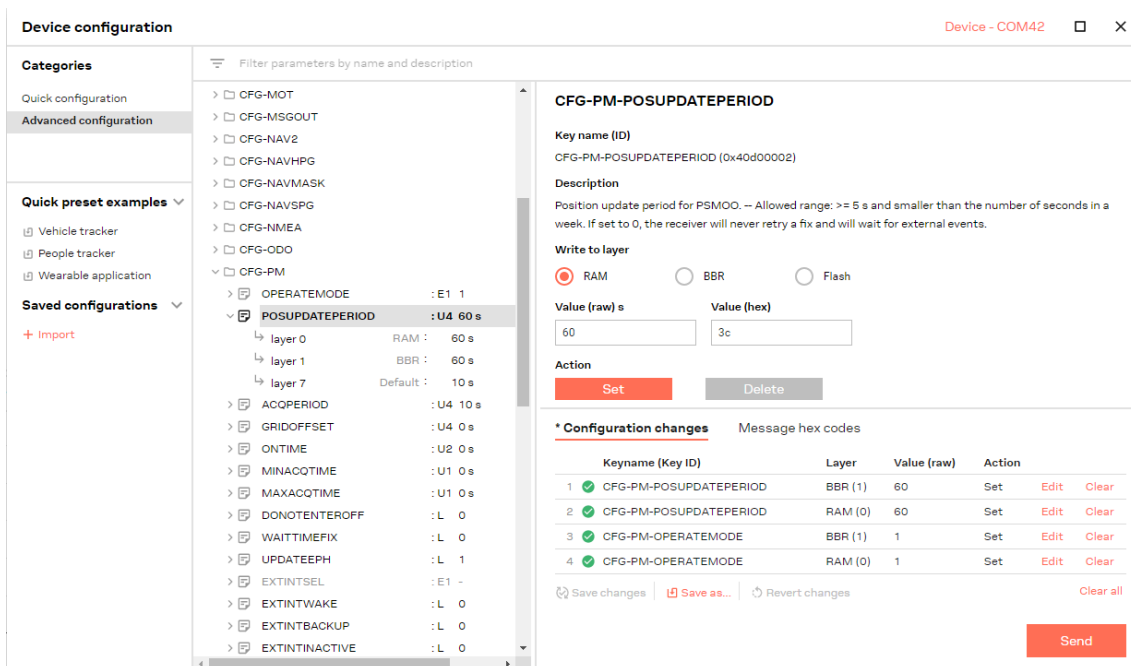 Device configuration
Device - COM42
Categories
Quick configuration
Advanced configuration
Quick preset examples
Vehicle tracker
People tracker
Wearable application
Saved configurations
+ Import
Filter parameters by name and description
CFG-MOT
CFG-MSGOUT
CFG-NAV2
CFG-NAVHPG
CFG-NAVMASK
CFG-NAVSPG
CFG-NMEA
CFG-ODO
CFG-PM
OPERATEMODE : E1 1
POSUPDATEPERIOD : U4 60 s
layer 0 RAM : 60 s
layer 1 BBR : 60 s
layer 7 Default : 10 s
ACQPERIOD : U4 10 s
GRIDOFFSET : U4 0 s
ONTIME : U2 0 s
MINACQTIME : U1 0 s
MAXACQTIME : U1 0 s
DONOTENTEROFF : L 0
WAITTIMEFIX : L 0
UPDATEEPH : L 1
EXTINTSEL : E1 -
EXTINTWAKE : L 0
EXTINTBACKUP : L 0
EXTINTINACTIVE : L 0
CFG-PM-POSUPDATEPERIOD
Key name (ID)
CFG-PM-POSUPDATEPERIOD (0x40d00002)
Description
Position update period for PSMOO. -- Allowed range: >= 5 s and smaller than the number of seconds in a
week. If set to 0, the receiver will never retry a fix and will wait for external events.
Write to layer
RAM BBR Flash
Value (raw) s Value (hex)
60 3c
Action
Set Delete
* Configuration changes Message hex codes
Keyname (Key ID) Layer Value (raw) Action
1 CFG-PM-POSUPDATEPERIOD BBR (1) 60 Set Edit Clear
2 CFG-PM-POSUPDATEPERIOD RAM (0) 60 Set Edit Clear
3 CFG-PM-OPERATEMODE BBR (1) 1 Set Edit Clear
4 CFG-PM-OPERATEMODE RAM (0) 1 Set Edit Clear
Save changes Save as... Revert changes Clear all
Send